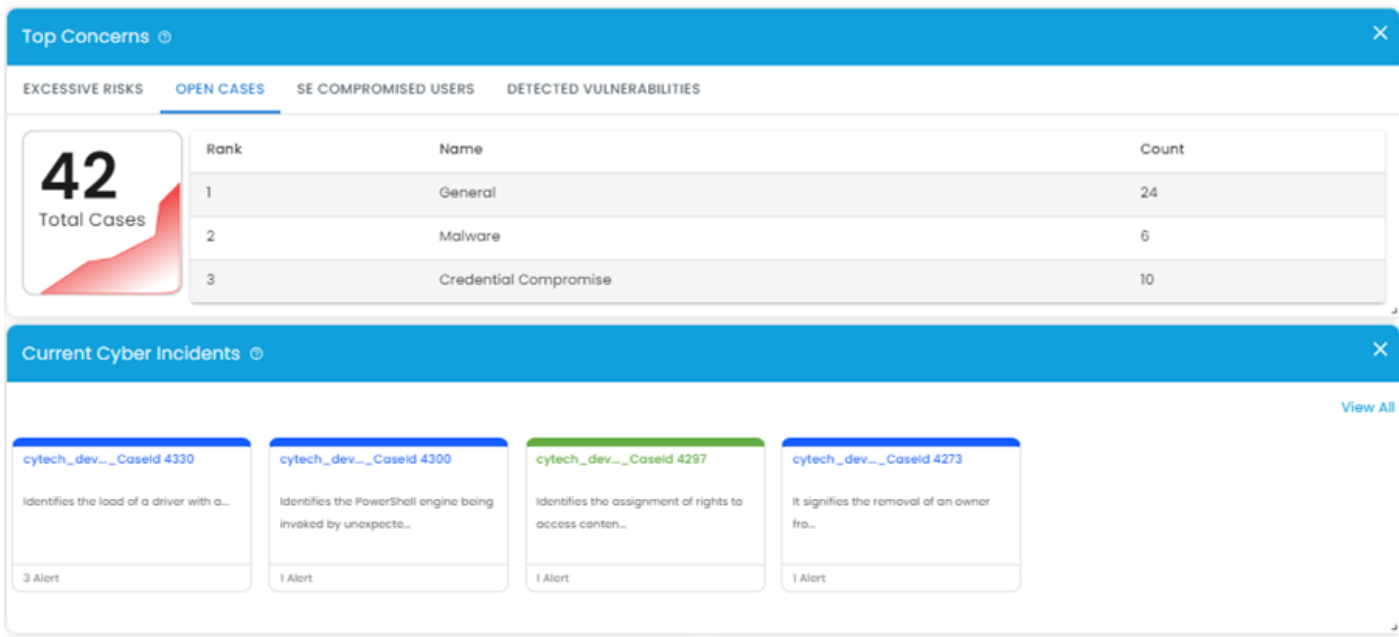 Top Concerns
EXCESSIVE RISKS OPEN CASES SE COMPROMISED USERS DETECTED VULNERABILITIES
42
Total Cases
Rank Name Count
1 General 24
2 Malware 6
3 Credential Compromise 10
Current Cyber Incidents
View All
cytech_dev..._CaseId 4330
Identifies the load of a driver with a...
3 Alert
cytech_dev..._CaseId 4300
Identifies the PowerShell engine being
invoked by unexpecte...
1 Alert
cytech_dev..._CaseId 4297
Identifies the assignment of rights to
access conten...
1 Alert
cytech_dev..._CaseId 4273
It signifies the removal of an owner
fro...
1 Alert